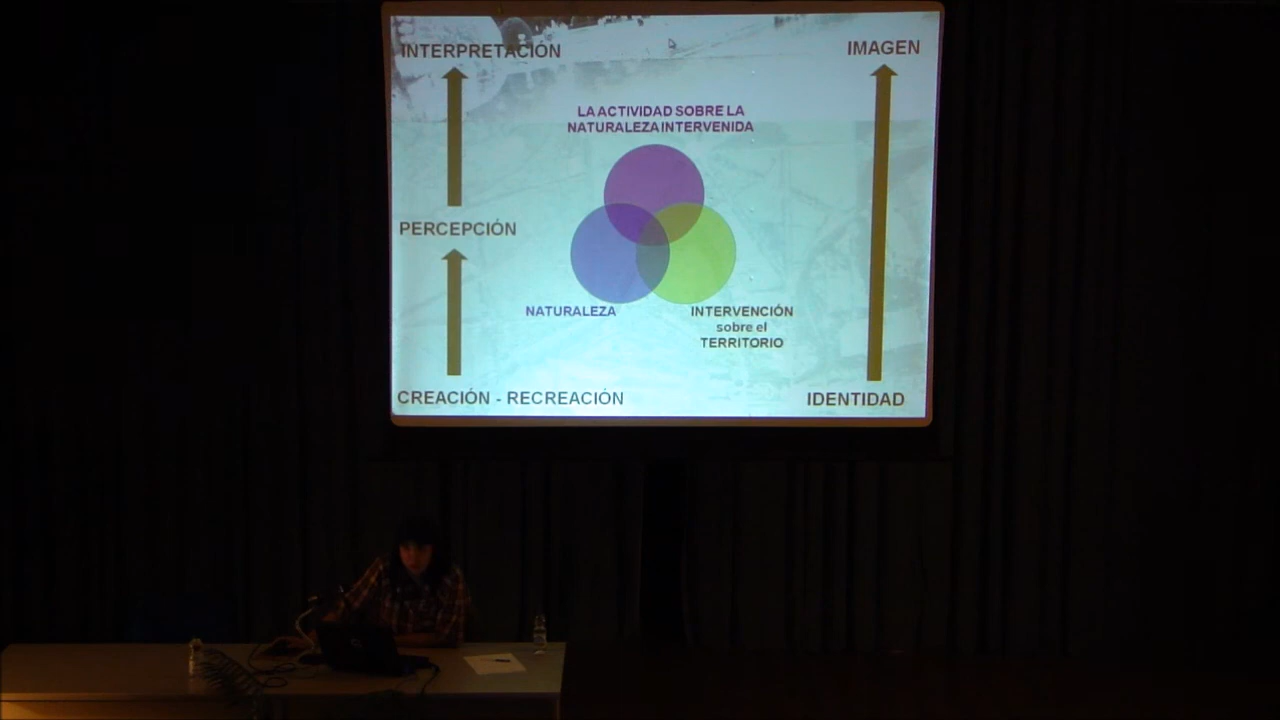 INTERPRETACIÓN
IMAGEN
LA ACTIVIDAD SOBRE LA
NATURALEZA INTERVENIDA
PERCEPCIÓN
NATURALEZA
INTERVENCIÓN
sobre el
TERRITORIO
CREACIÓN - RECREACIÓN
IDENTIDAD